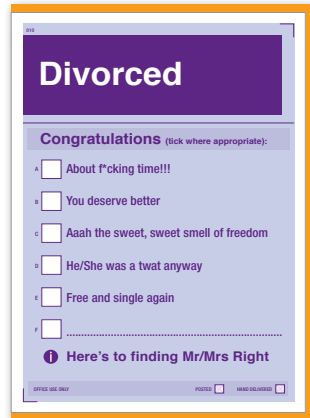 010
Divorced
Congratulations (tick where appropriate):
A About f*cking time!!!
B You deserve better
C Aaah the sweet, sweet smell of freedom
D He/She was a twat anyway
E Free and single again
F ........................................................................
i Here's to finding Mr/Mrs Right
OFFICE USE ONLY POSTED HAND DELIVERED